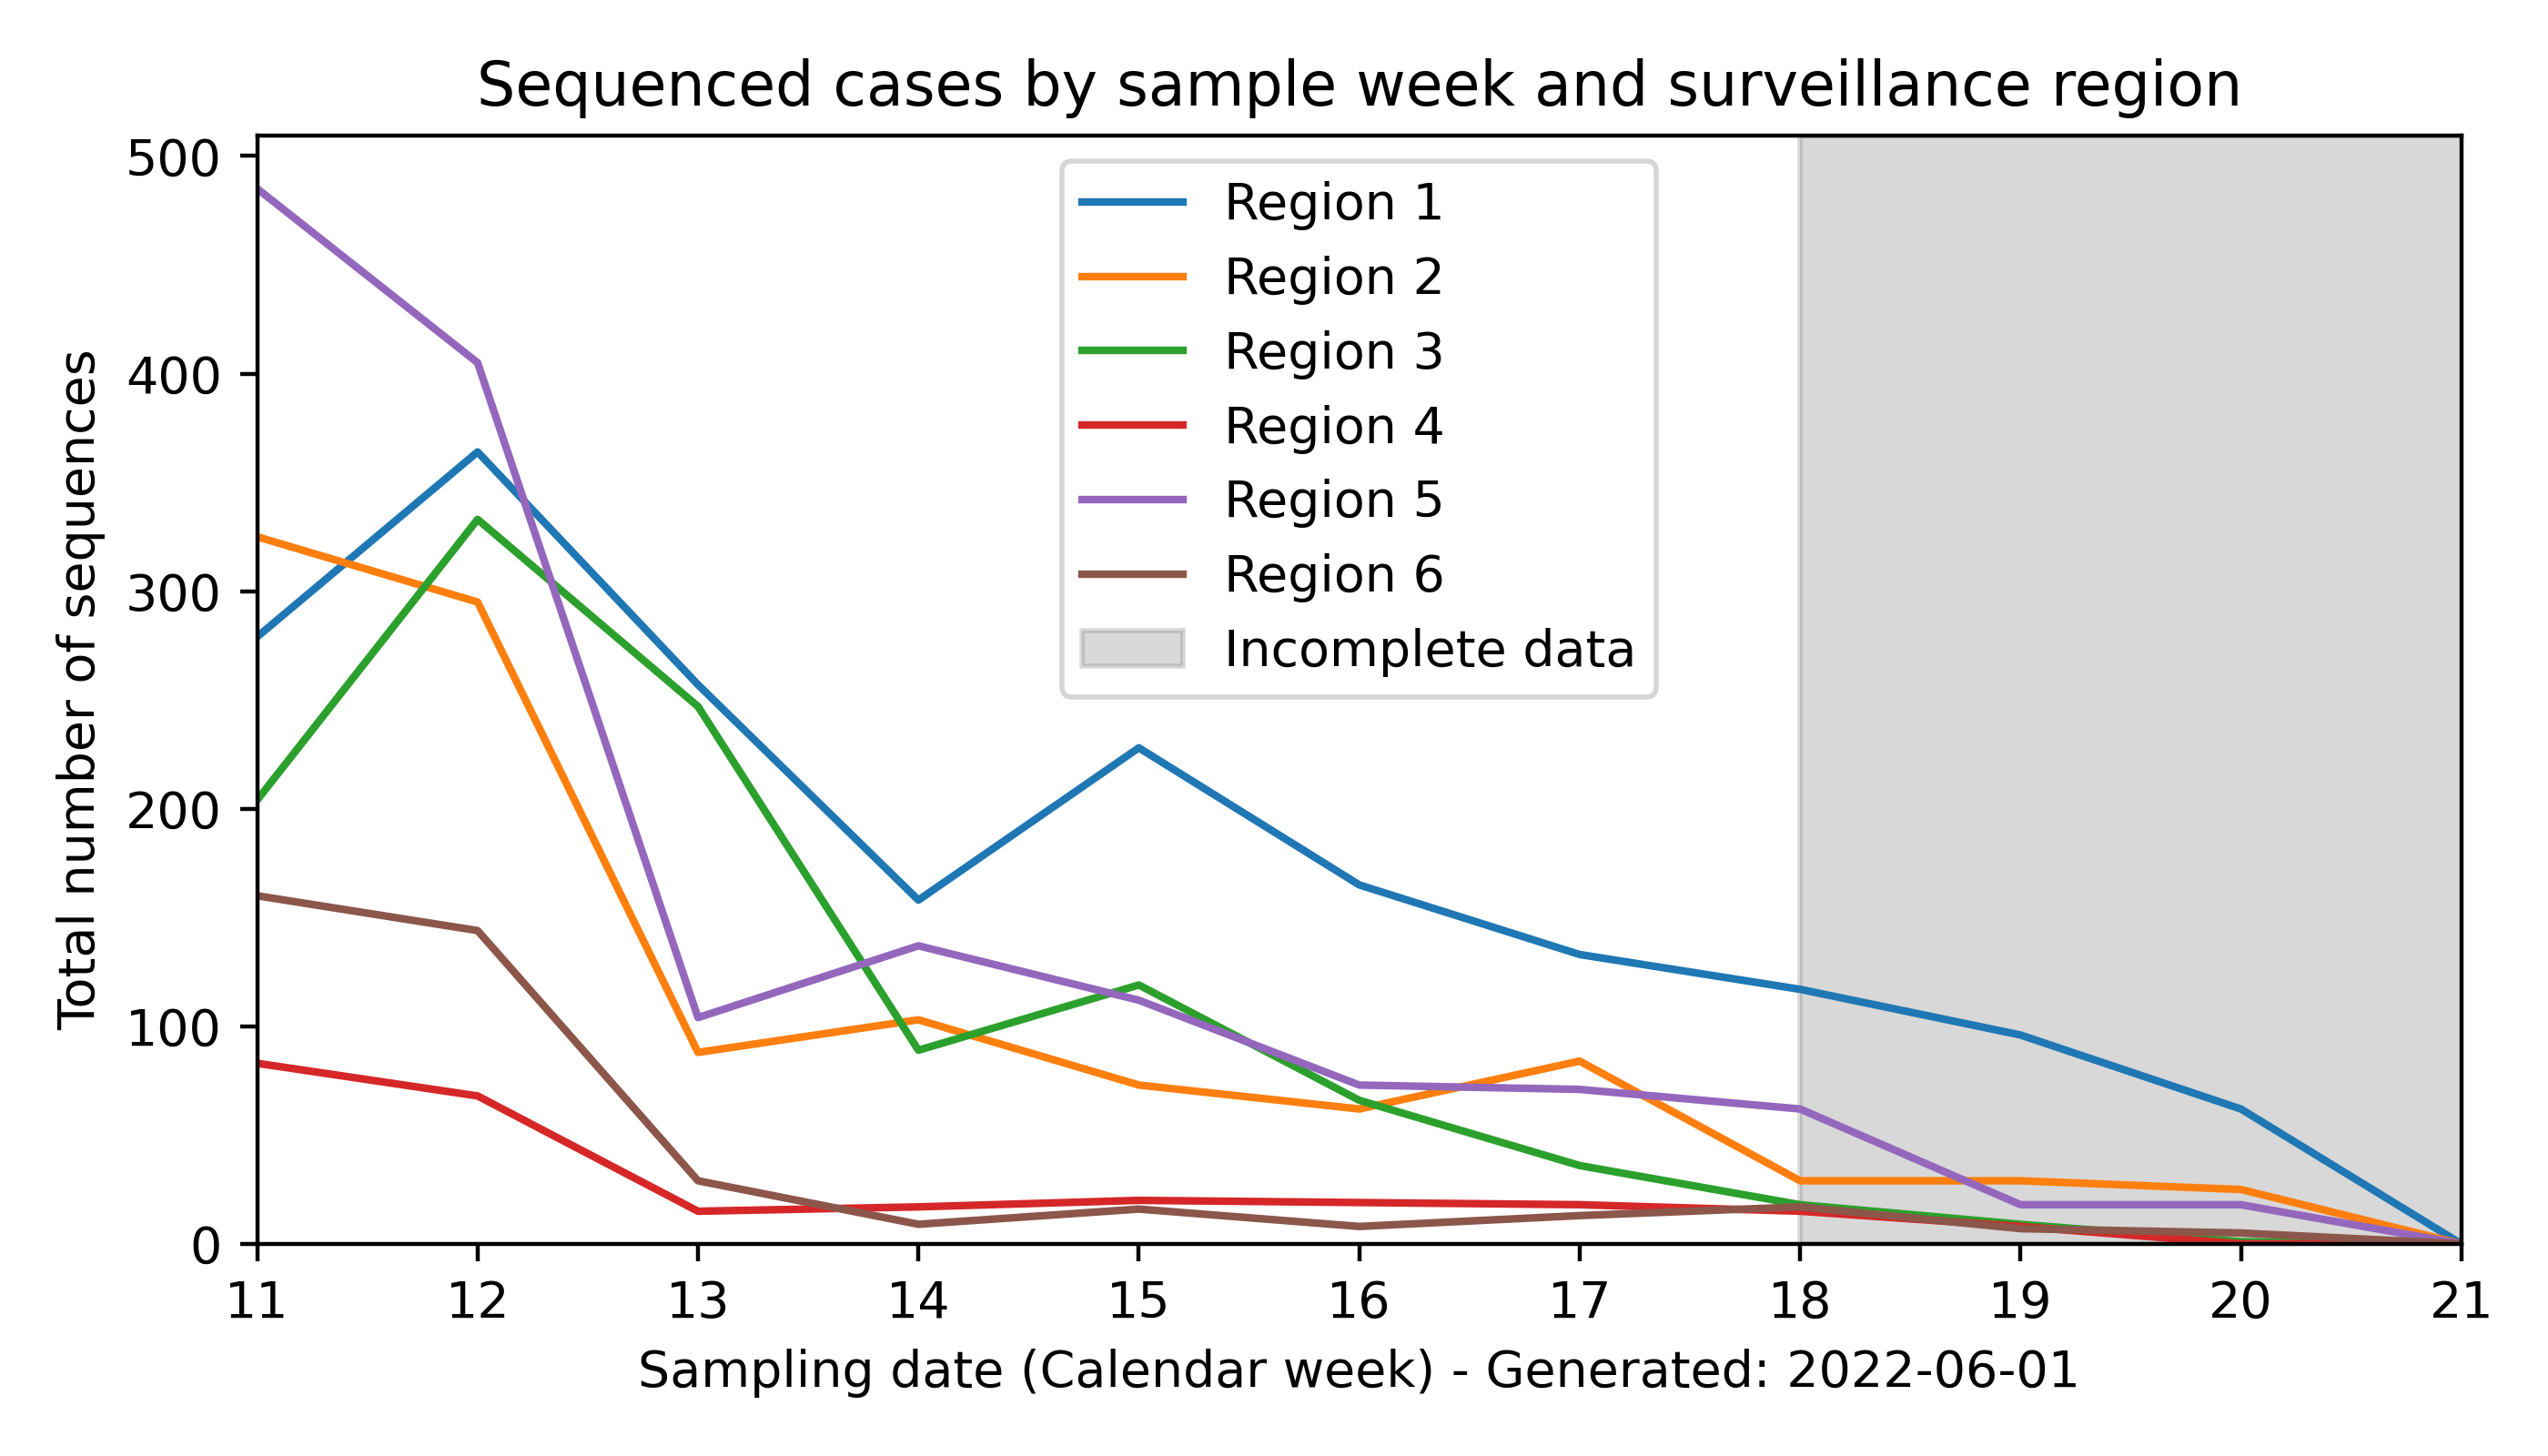 Sequenced cases by sample week and surveillance region
500
400
300
200
100
0
Total number of sequences
Region 1
Region 2
Region 3
Region 4
Region 5
Region 6
Incomplete data
11 12 13 14 15 16 17 18 19 20 21
Sampling date (Calendar week) - Generated: 2022-06-01